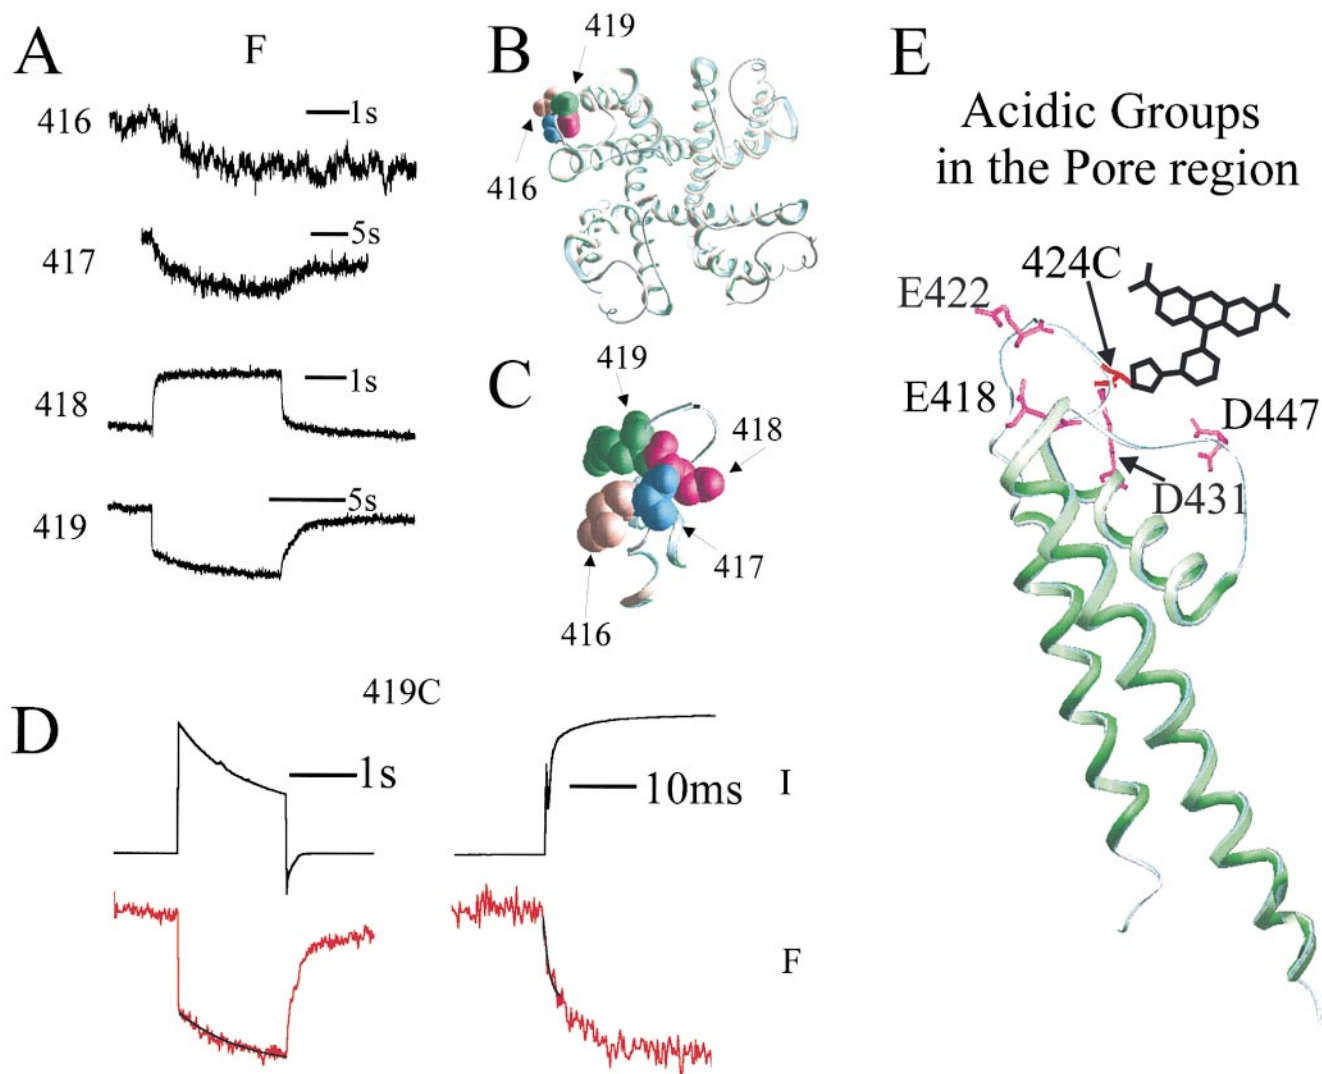 A
F
416
1s
417
5s
418
1s
419
5s
B
419
416
C
419
418
417
416
D
419C
1s
10ms
I
F
E
Acidic Groups
in the Pore region
424C
E422
E418
D447
D431